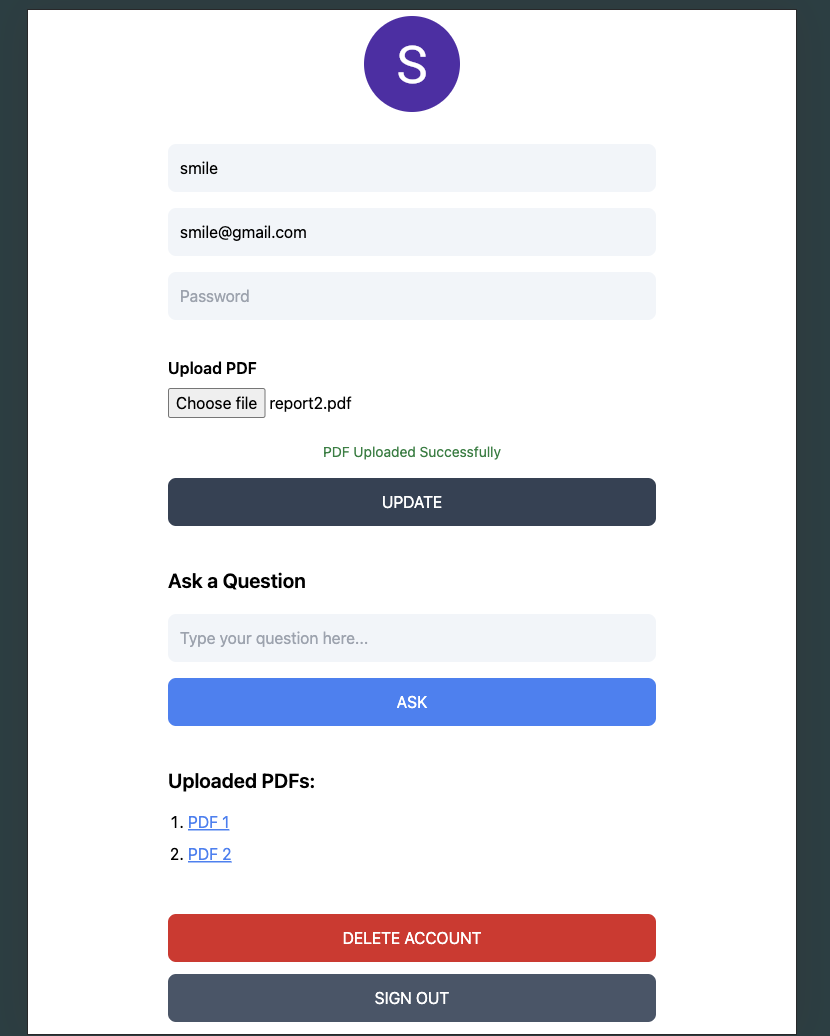 S
smile
smile@gmail.com
Password
Upload PDF
Choose file report2.pdf
PDF Uploaded Successfully
UPDATE
Ask a Question
Type your question here...
ASK
Uploaded PDFs:
1. PDF 1
2. PDF 2
DELETE ACCOUNT
SIGN OUT